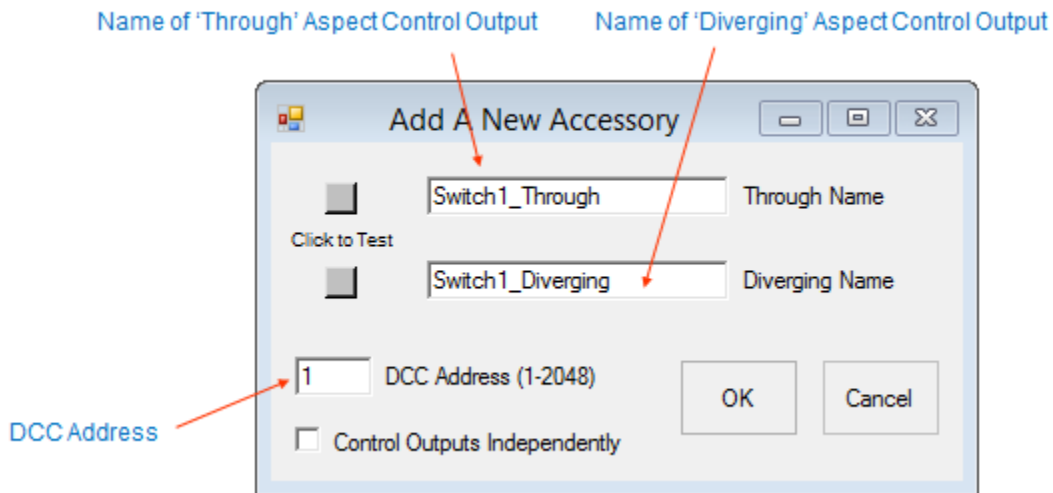 Name of 'Through' Aspect Control Output
Name of 'Diverging' Aspect Control Output
Add A New Accessory
Switch1_Through
Through Name
Click to Test
Switch1_Diverging
Diverging Name
1
DCC Address (1-2048)
OK
Cancel
DCC Address
Control Outputs Independently